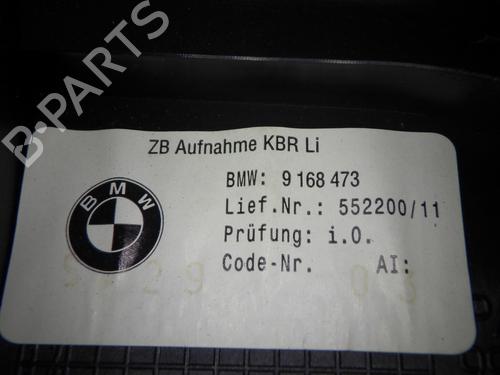 B-PARTS
ZB Aufnahme KBR Li
BMW: 9 168 473
Lief.Nr.: 552200/11
Prüfung: i.O.
Code-Nr. AI:
BMW